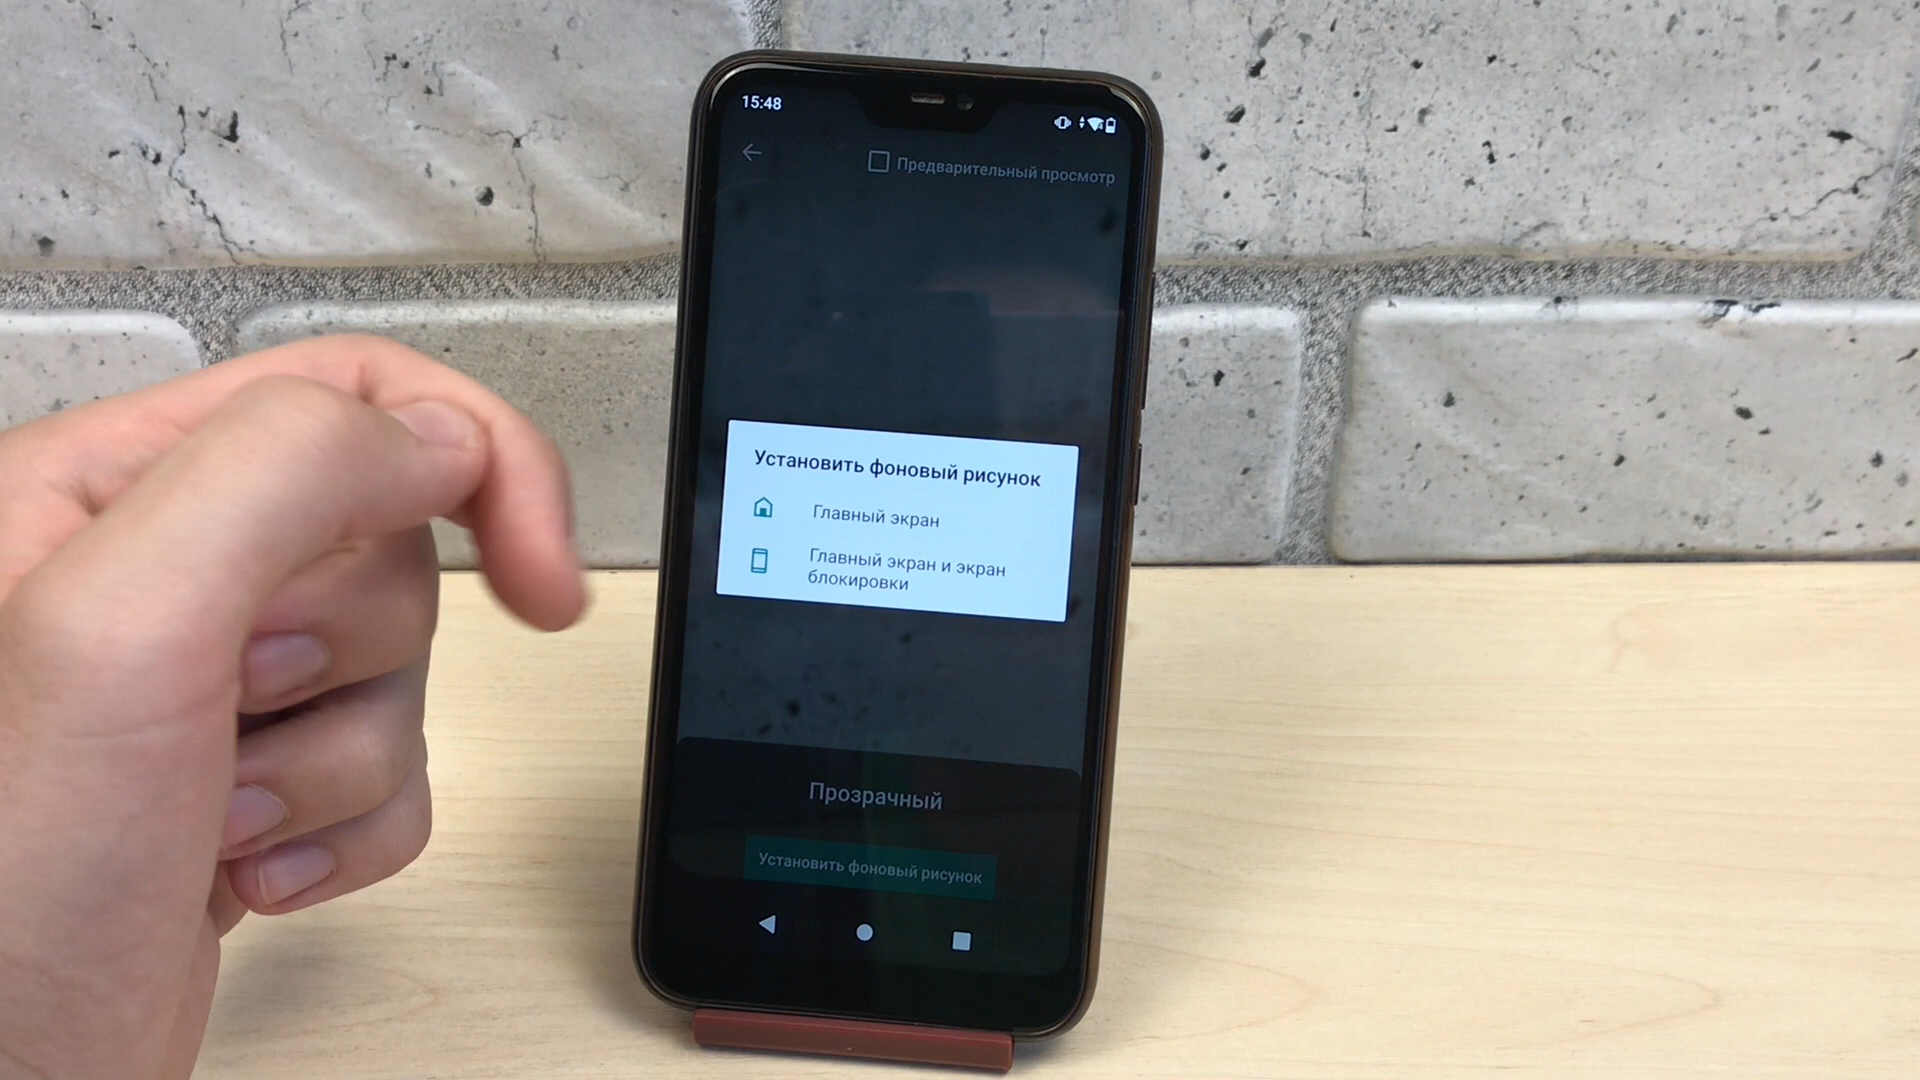 15:48
Предварительный просмотр
Установить фоновый рисунок
Главный экран
Главный экран и экран
блокировки
Прозрачный
Установить фоновый рисунок